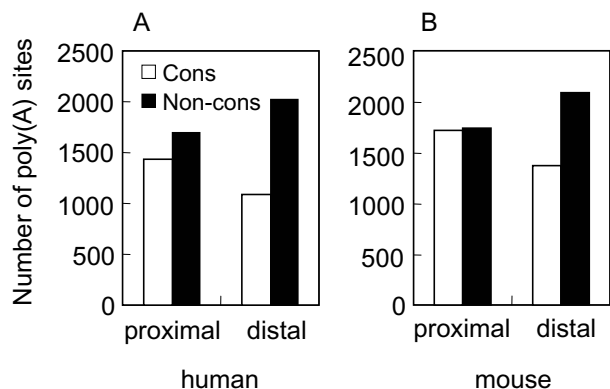 A
B
Number of poly(A) sites
2500
2000
1500
1000
500
0
Cons
Non-cons
proximal distal
human
2500
2000
1500
1000
500
0
proximal distal
mouse